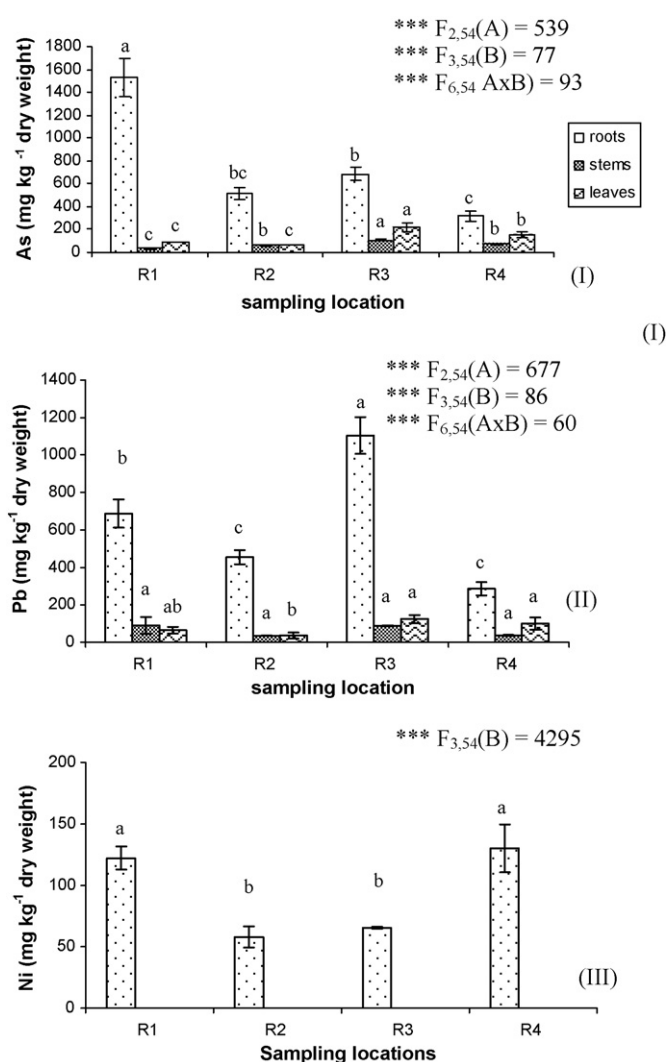 *** F2,54(A) = 539
*** F3,54(B) = 77
*** F6,54 AxB) = 93
As (mg kg -1 dry weight)
1800
1600
1400
1200
1000
800
600
400
200
0
a
c c
bc
b c
b
a a
c
b b
roots
stems
leaves
R1 R2 R3 R4
sampling location
(I)
(I)
*** F2,54(A) = 677
*** F3,54(B) = 86
*** F6,54(AxB) = 60
Pb (mg kg-1 dry weight)
1400
1200
1000
800
600
400
200
0
b
a ab
c
a b
a
a a
c
a a
R1 R2 R3 R4
sampling location
(II)
*** F3,54(B) = 4295
Ni (mg kg-1 dry weight)
200
150
100
50
0
a
b
b
a
R1 R2 R3 R4
Sampling locations
(III)